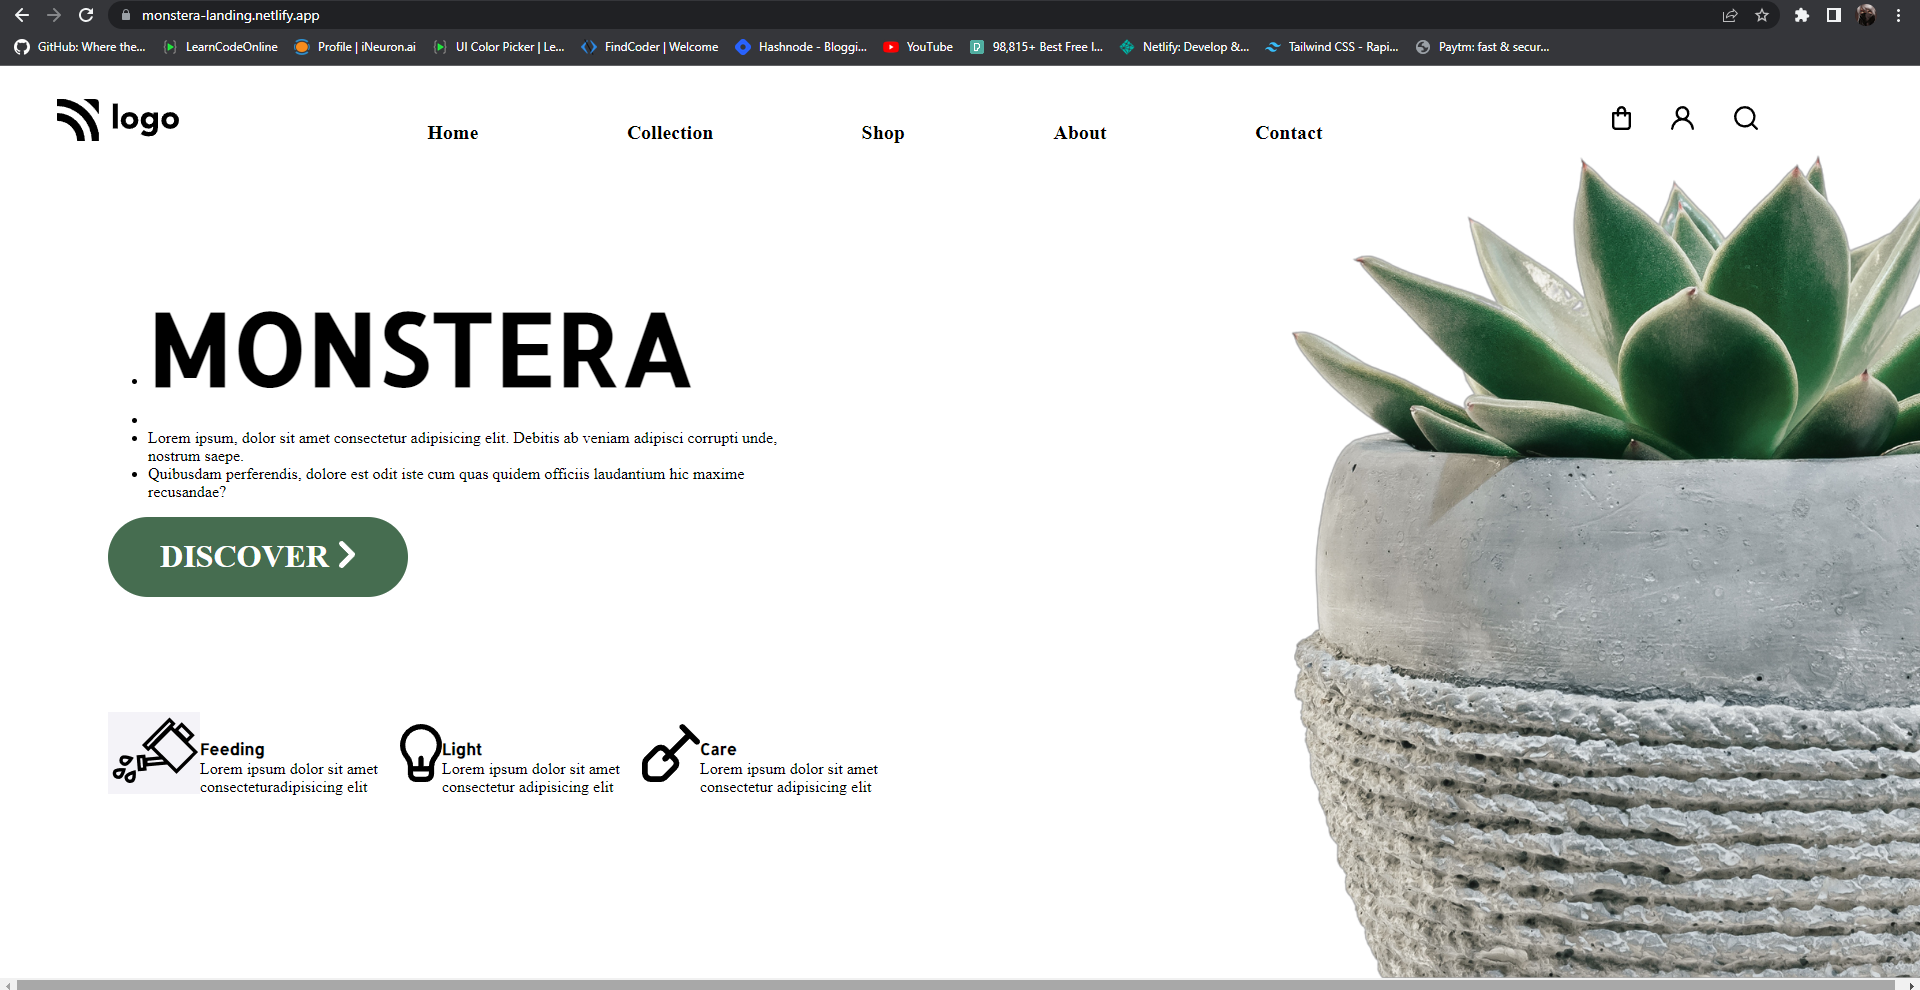 monstera-landing.netlify.app
GitHub: Where the... LearnCodeOnline Profile | iNeuron.ai UI Color Picker | Le... FindCoder | Welcome Hashnode - Bloggi... YouTube 98,815+ Best Free I... Netlify: Develop &... Tailwind CSS - Rapi... Paytm: fast & secur...
logo
Home Collection Shop About Contact
MONSTERA
Lorem ipsum, dolor sit amet consectetur adipisicing elit. Debitis ab veniam adipisci corrupti unde,
nostrum saepe.
Quibusdam perferendis, dolore est odit iste cum quas quidem officiis laudantium hic maxime
recusandae?
DISCOVER
Feeding
Lorem ipsum dolor sit amet
consecteturadipisicing elit
Light
Lorem ipsum dolor sit amet
consectetur adipisicing elit
Care
Lorem ipsum dolor sit amet
consectetur adipisicing elit